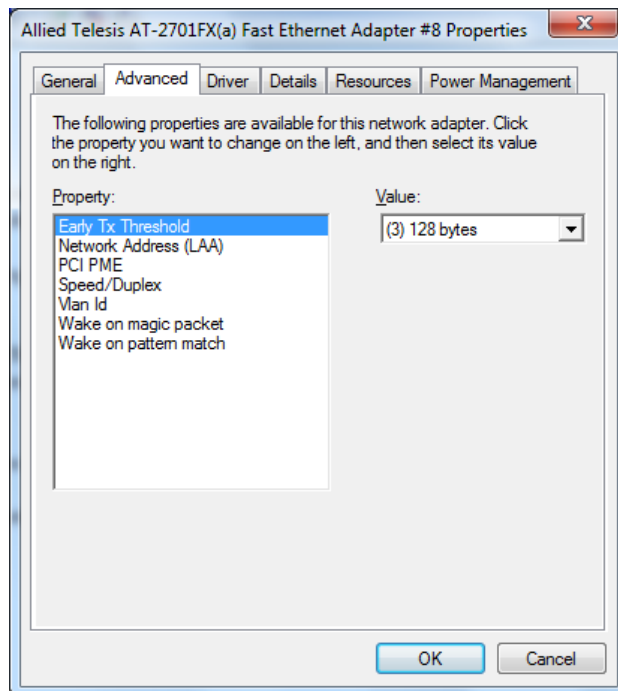 Allied Telesis AT-2701FX(a) Fast Ethernet Adapter #8 Properties
General Advanced Driver Details Resources Power Management
The following properties are available for this network adapter. Click
the property you want to change on the left, and then select its value
on the right.
Property: Value:
Early Tx Threshold (3) 128 bytes
Network Address (LAA)
PCI PME
Speed/Duplex
Vlan Id
Wake on magic packet
Wake on pattern match
OK Cancel